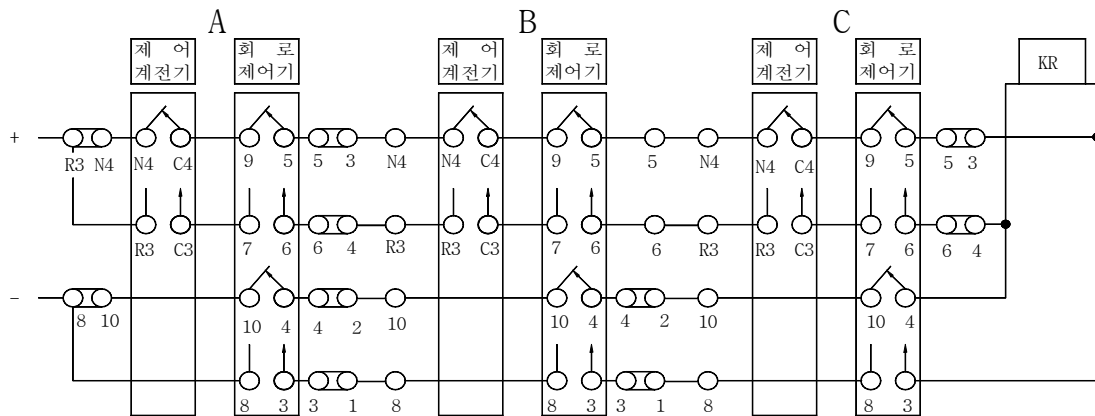 A B C
제 어
계전기
회 로
제어기
제 어
계전기
회 로
제어기
제 어
계전기
회 로
제어기
KR
+
R3 N4 N4 C4 9 5 5 3 N4 N4 C4 9 5 5 N4 N4 C4 9 5 5 3
R3 C3 7 6 6 4 R3 R3 C3 7 6 6 R3 R3 C3 7 6 6 4
-
8 10 10 4 4 2 10 10 4 4 2 10 10 4
8 3 3 1 8 8 3 3 1 8 8 3